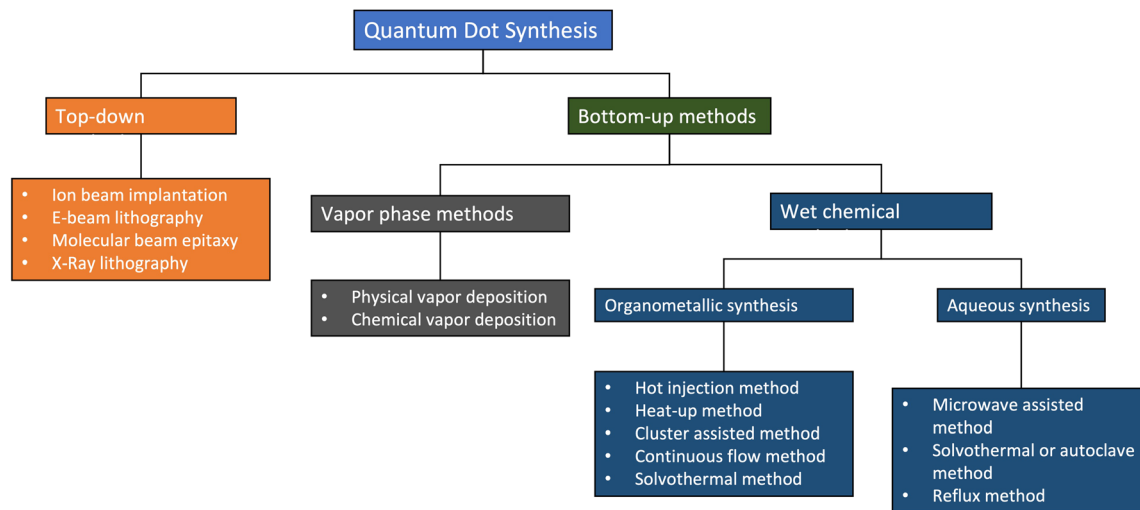 Quantum Dot Synthesis
Top-down
Bottom-up methods
• Ion beam implantation
• E-beam lithography
• Molecular beam epitaxy
• X-Ray lithography
Vapor phase methods
Wet chemical
• Physical vapor deposition
• Chemical vapor deposition
Organometallic synthesis
Aqueous synthesis
• Hot injection method
• Heat-up method
• Cluster assisted method
• Continuous flow method
• Solvothermal method
• Microwave assisted
method
• Solvothermal or autoclave
method
• Reflux method